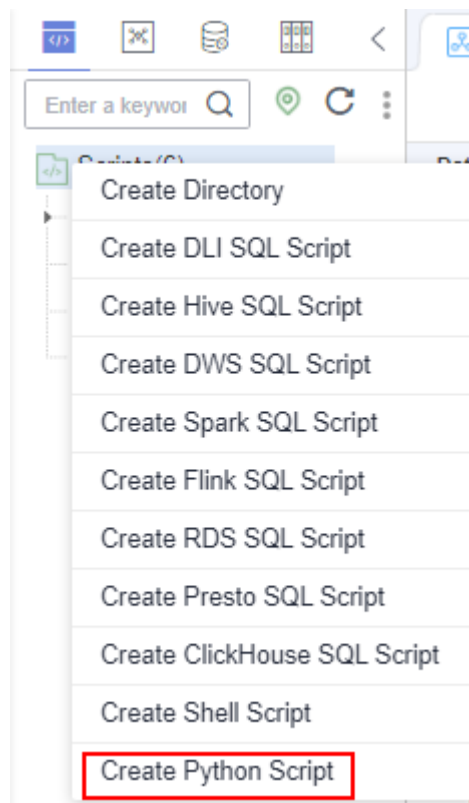 Enter a keywor
Create Directory
Create DLI SQL Script
Create Hive SQL Script
Create DWS SQL Script
Create Spark SQL Script
Create Flink SQL Script
Create RDS SQL Script
Create Presto SQL Script
Create ClickHouse SQL Script
Create Shell Script
Create Python Script